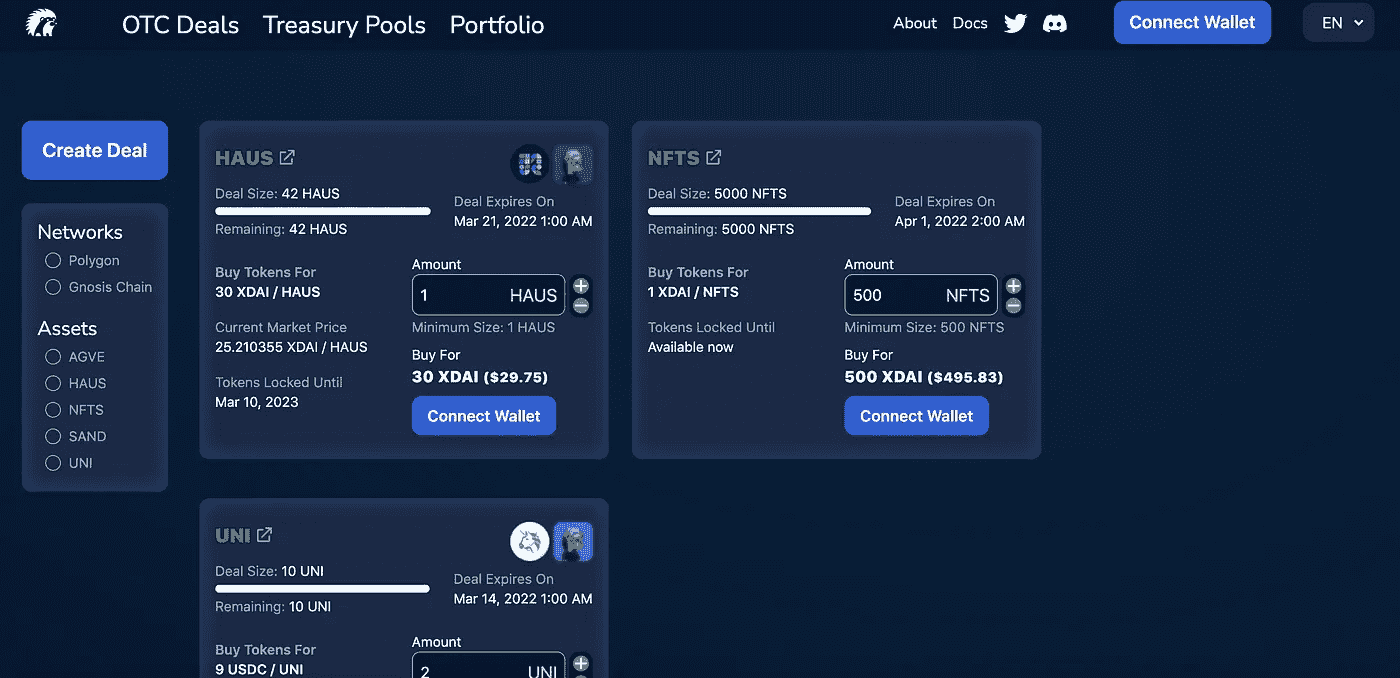 OTC Deals Treasury Pools Portfolio About Docs Connect Wallet EN
Create Deal
Networks
Polygon
Gnosis Chain
Assets
AGVE
HAUS
NFTS
SAND
UNI
HAUS
Deal Size: 42 HAUS
Remaining: 42 HAUS
Deal Expires On
Mar 21, 2022 1:00 AM
Buy Tokens For
30 XDAI / HAUS
Current Market Price
25.210355 XDAI / HAUS
Tokens Locked Until
Mar 10, 2023
Amount
1 HAUS
Minimum Size: 1 HAUS
Buy For
30 XDAI ($29.75)
Connect Wallet
NFTS
Deal Size: 5000 NFTS
Remaining: 5000 NFTS
Deal Expires On
Apr 1, 2022 2:00 AM
Buy Tokens For
1 XDAI / NFTS
Tokens Locked Until
Available now
Amount
500 NFTS
Minimum Size: 500 NFTS
Buy For
500 XDAI ($495.83)
Connect Wallet
UNI
Deal Size: 10 UNI
Remaining: 10 UNI
Deal Expires On
Mar 14, 2022 1:00 AM
Buy Tokens For
9 USDC / UNI
Amount
2 UNI